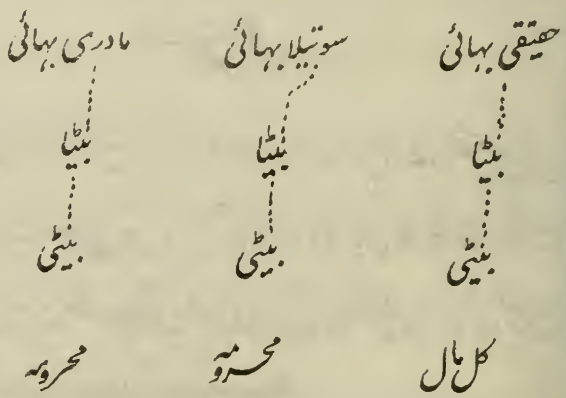 حقیقی بہائی سوتیلا بہائی مادری بہائی
بیٹا بیٹا بیٹا
بیٹی بیٹی بیٹی
کل مال محرومہ محرومہ